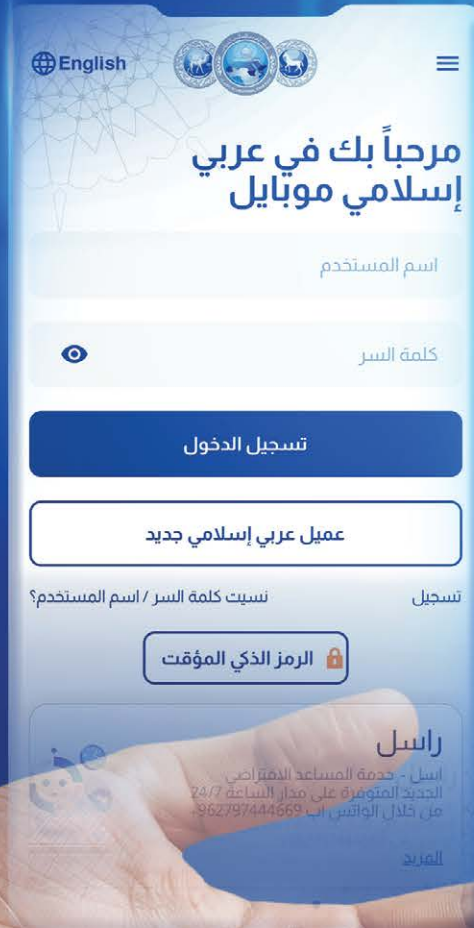 English
مرحباً بك في عربي
إسلامي موبايل
اسم المستخدم
كلمة السر
تسجيل الدخول
عميل عربي إسلامي جديد
تسجيل
نسيت كلمة السر / اسم المستخدم؟
الرمز الذكي المؤقت
راسل
اسل - خدمة المساعد الافتراضي
الجديد المتوفرة على مدار الساعة 24/7
من خلال الواتس اب 962797444669+
المزيد